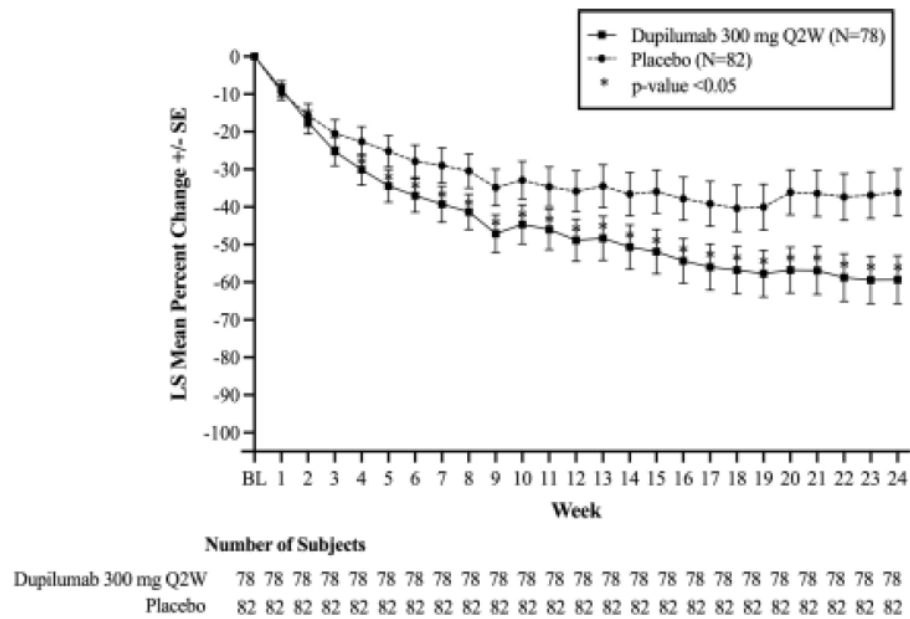 Dupilumab 300 mg Q2W (N=78)
Placebo (N=82)
* p-value <0.05
LS Mean Percent Change +/- SE
0
-10
-20
-30
-40
-50
-60
-70
-80
-90
-100
BL 1 2 3 4 5 6 7 8 9 10 11 12 13 14 15 16 17 18 19 20 21 22 23 24
Week
Number of Subjects
Dupilumab 300 mg Q2W 78 78 78 78 78 78 78 78 78 78 78 78 78 78 78 78 78 78 78 78 78 78 78 78 78
Placebo 82 82 82 82 82 82 82 82 82 82 82 82 82 82 82 82 82 82 82 82 82 82 82 82 82